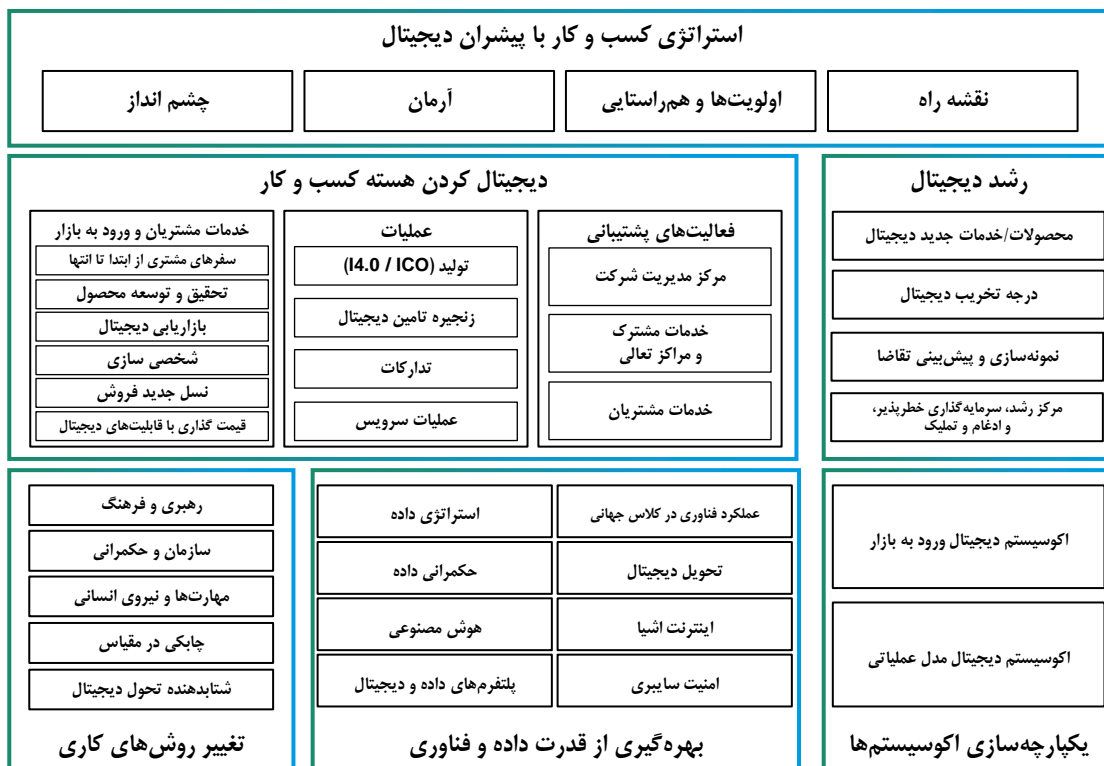 استراتژی کسب و کار با پیشران دیجیتال
نقشه راه
اولویت‌ها و هم‌راستایی
آرمان
چشم انداز
رشد دیجیتال
محصولات/خدمات جدید دیجیتال
درجه تخریب دیجیتال
نمونه‌سازی و پیش‌بینی تقاضا
مرکز رشد، سرمایه‌گذاری خطرپذیر،
و ادغام و تملیک
دیجیتال کردن هسته کسب و کار
فعالیت‌های پشتیبانی
مرکز مدیریت شرکت
خدمات مشترک
و مراکز تعالی
خدمات مشتریان
عملیات
تولید (I4.0 / ICO)
زنجیره تامین دیجیتال
تدارکات
عملیات سرویس
خدمات مشتریان و ورود به بازار
سفرهای مشتری از ابتدا تا انتها
تحقیق و توسعه محصول
بازاریابی دیجیتال
شخصی سازی
نسل جدید فروش
قیمت گذاری با قابلیت‌های دیجیتال
اکوسیستم دیجیتال ورود به بازار
اکوسیستم دیجیتال مدل عملیاتی
یکپارچه‌سازی اکوسیستم‌ها
عملکرد فناوری در کلاس جهانی
تحویل دیجیتال
اینترنت اشیا
امنیت سایبری
استراتژی داده
حکمرانی داده
هوش مصنوعی
پلتفرم‌های داده و دیجیتال
بهره‌گیری از قدرت داده و فناوری
رهبری و فرهنگ
سازمان و حکمرانی
مهارت‌ها و نیروی انسانی
چابکی در مقیاس
شتابدهنده تحول دیجیتال
تغییر روش‌های کاری